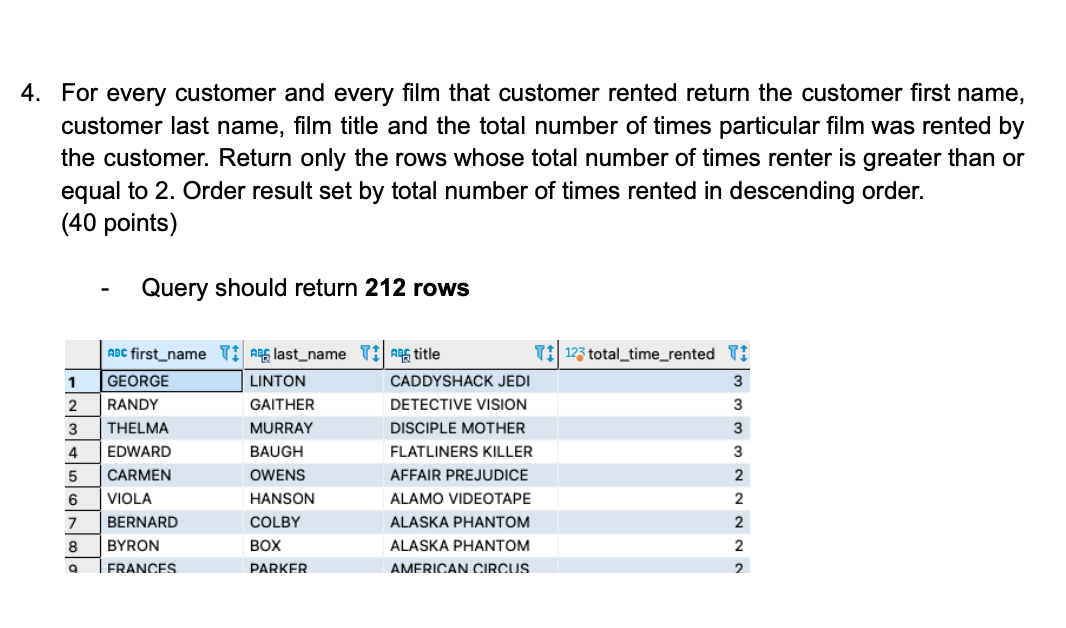 4. For every customer and every film that customer rented return the customer first name,
customer last name, film title and the total number of times particular film was rented by
the customer. Return only the rows whose total number of times renter is greater than or
equal to 2. Order result set by total number of times rented in descending order.
(40 points)
- Query should return 212 rows
ABC first_name ABC last_name ABC title 123 total_time_rented
1 GEORGE LINTON CADDYSHACK JEDI 3
2 RANDY GAITHER DETECTIVE VISION 3
3 THELMA MURRAY DISCIPLE MOTHER 3
4 EDWARD BAUGH FLATLINERS KILLER 3
5 CARMEN OWENS AFFAIR PREJUDICE 2
6 VIOLA HANSON ALAMO VIDEOTAPE 2
7 BERNARD COLBY ALASKA PHANTOM 2
8 BYRON BOX ALASKA PHANTOM 2
9 FRANCES PARKER AMERICAN CIRCUS 2